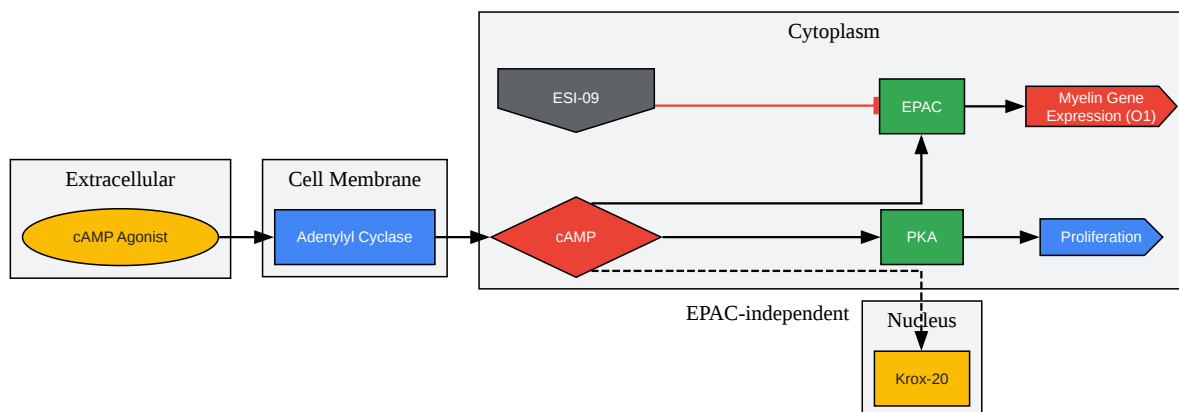 Cytoplasm
ESI-09
EPAC
Myelin Gene
Expression (O1)
Extracellular
Cell Membrane
cAMP Agonist
Adenylyl Cyclase
cAMP
PKA
Proliferation
EPAC-independent
Nucleus
Krox-20